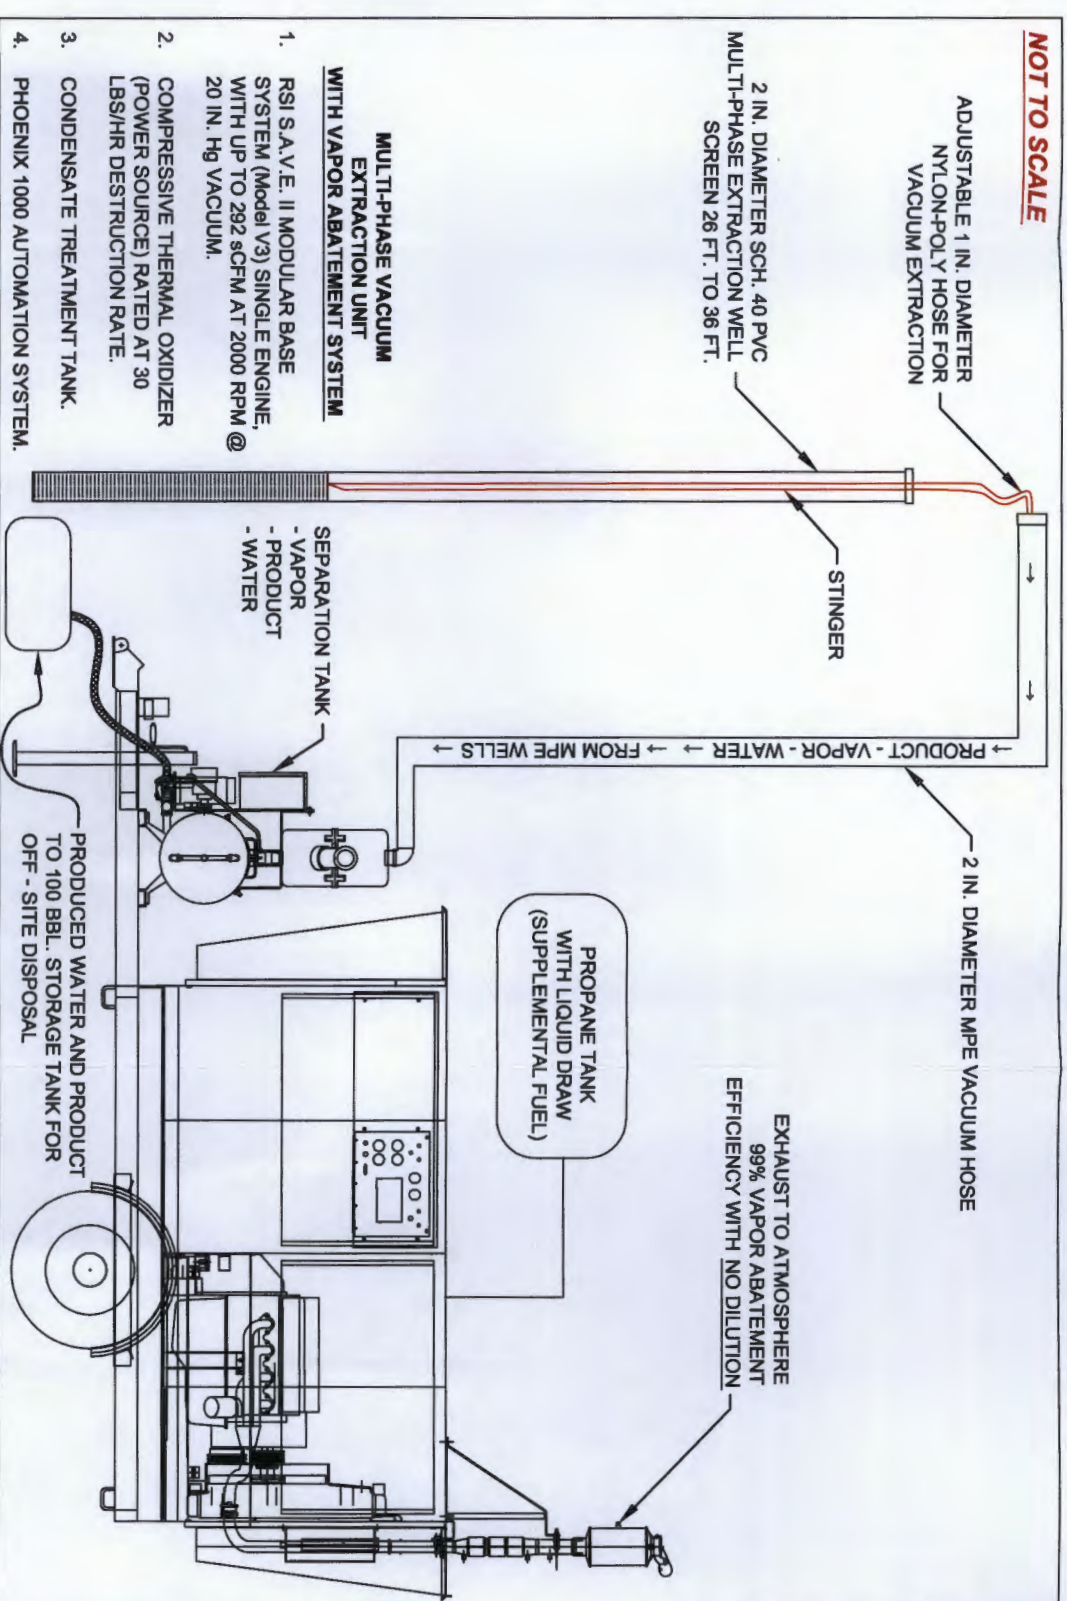 NOT TO SCALE
ADJUSTABLE 1 IN. DIAMETER
NYLON-POLY HOSE FOR
VACUUM EXTRACTION
2 IN. DIAMETER SCH. 40 PVC
MULTI-PHASE EXTRACTION WELL
SCREEN 26 FT. TO 36 FT.
STINGER
PRODUCT - VAPOR - WATER
FROM MPE WELLS
2 IN. DIAMETER MPE VACUUM HOSE
EXHAUST TO ATMOSPHERE
99% VAPOR ABATEMENT
EFFICIENCY WITH NO DILUTION
PROPANE TANK
WITH LIQUID DRAW
(SUPPLEMENTAL FUEL)
SEPARATION TANK
- VAPOR
- PRODUCT
- WATER
MULTI-PHASE VACUUM
EXTRACTION UNIT
WITH VAPOR ABATEMENT SYSTEM
1. RSI S.A.V.E. II MODULAR BASE
SYSTEM (Model V3) SINGLE ENGINE,
WITH UP TO 292 sCFM AT 2000 RPM @
20 IN. Hg VACUUM.
2. COMPRESSIVE THERMAL OXIDIZER
(POWER SOURCE) RATED AT 30
LBS/HR DESTRUCTION RATE.
3. CONDENSATE TREATMENT TANK.
4. PHOENIX 1000 AUTOMATION SYSTEM.
PRODUCED WATER AND PRODUCT
TO 100 BBL. STORAGE TANK FOR
OFF - SITE DISPOSAL